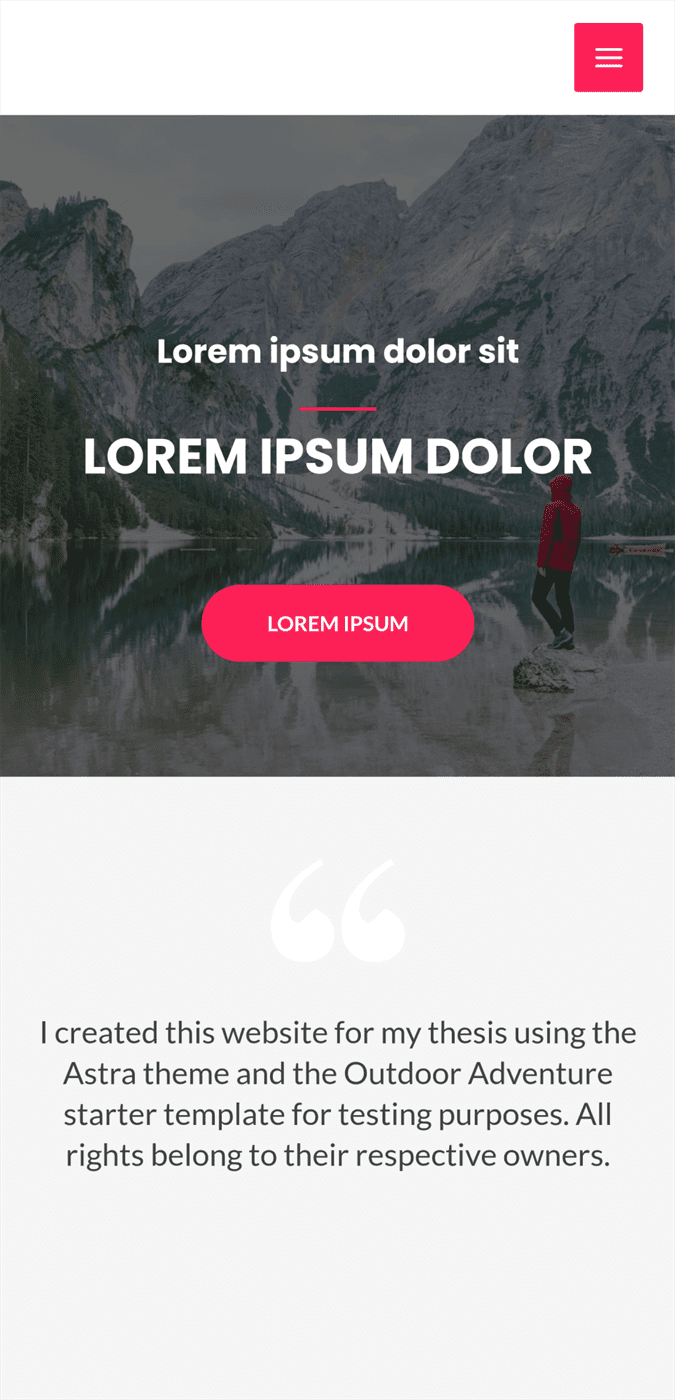 Lorem ipsum dolor sit
LOREM IPSUM DOLOR
LOREM IPSUM
“
I created this website for my thesis using the
Astra theme and the Outdoor Adventure
starter template for testing purposes. All
rights belong to their respective owners.